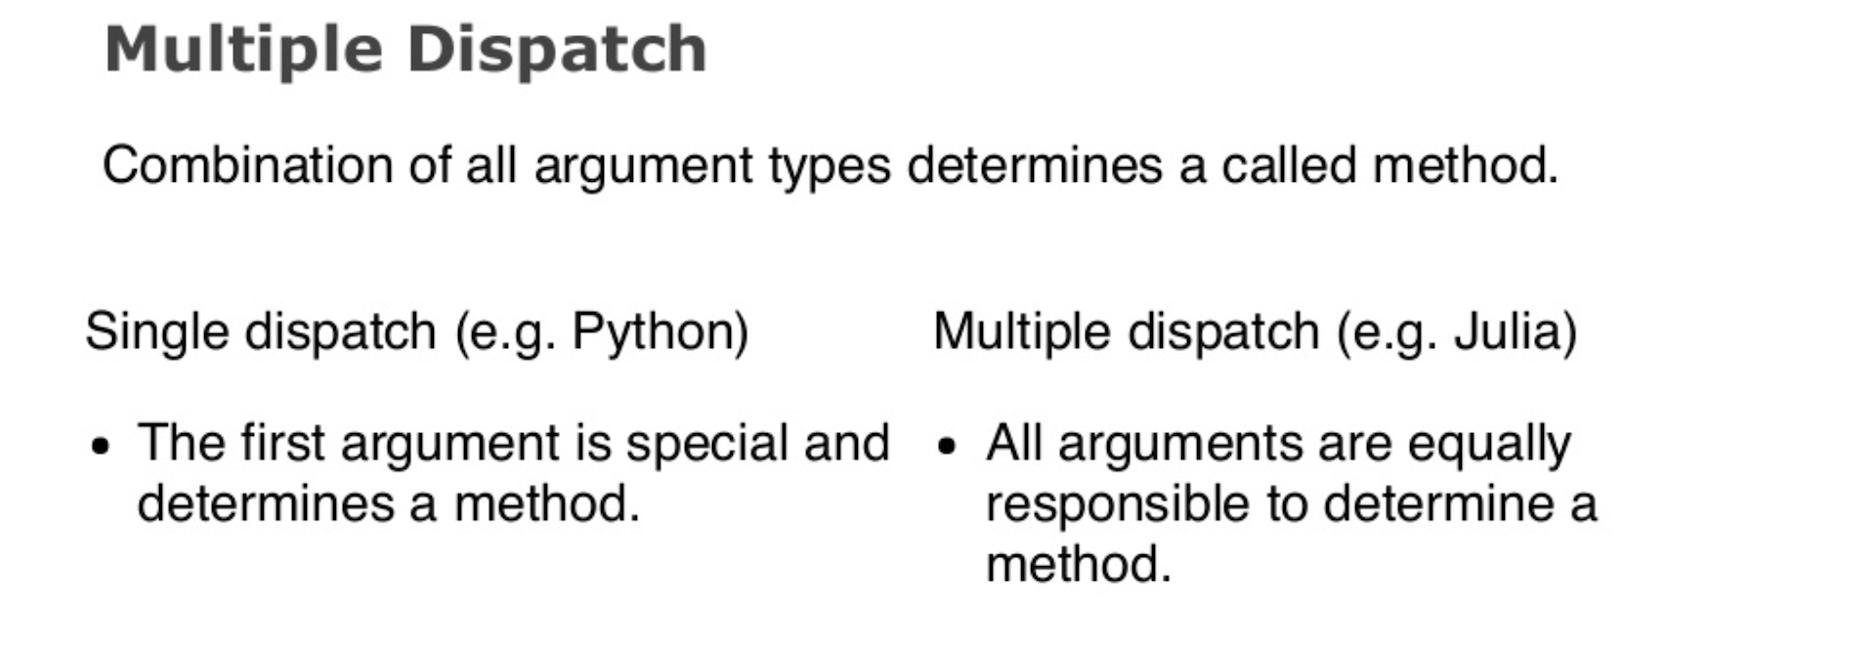 Multiple Dispatch
Combination of all argument types determines a called method.
Single dispatch (e.g. Python)
• The first argument is special and
determines a method.
Multiple dispatch (e.g. Julia)
• All arguments are equally
responsible to determine a
method.